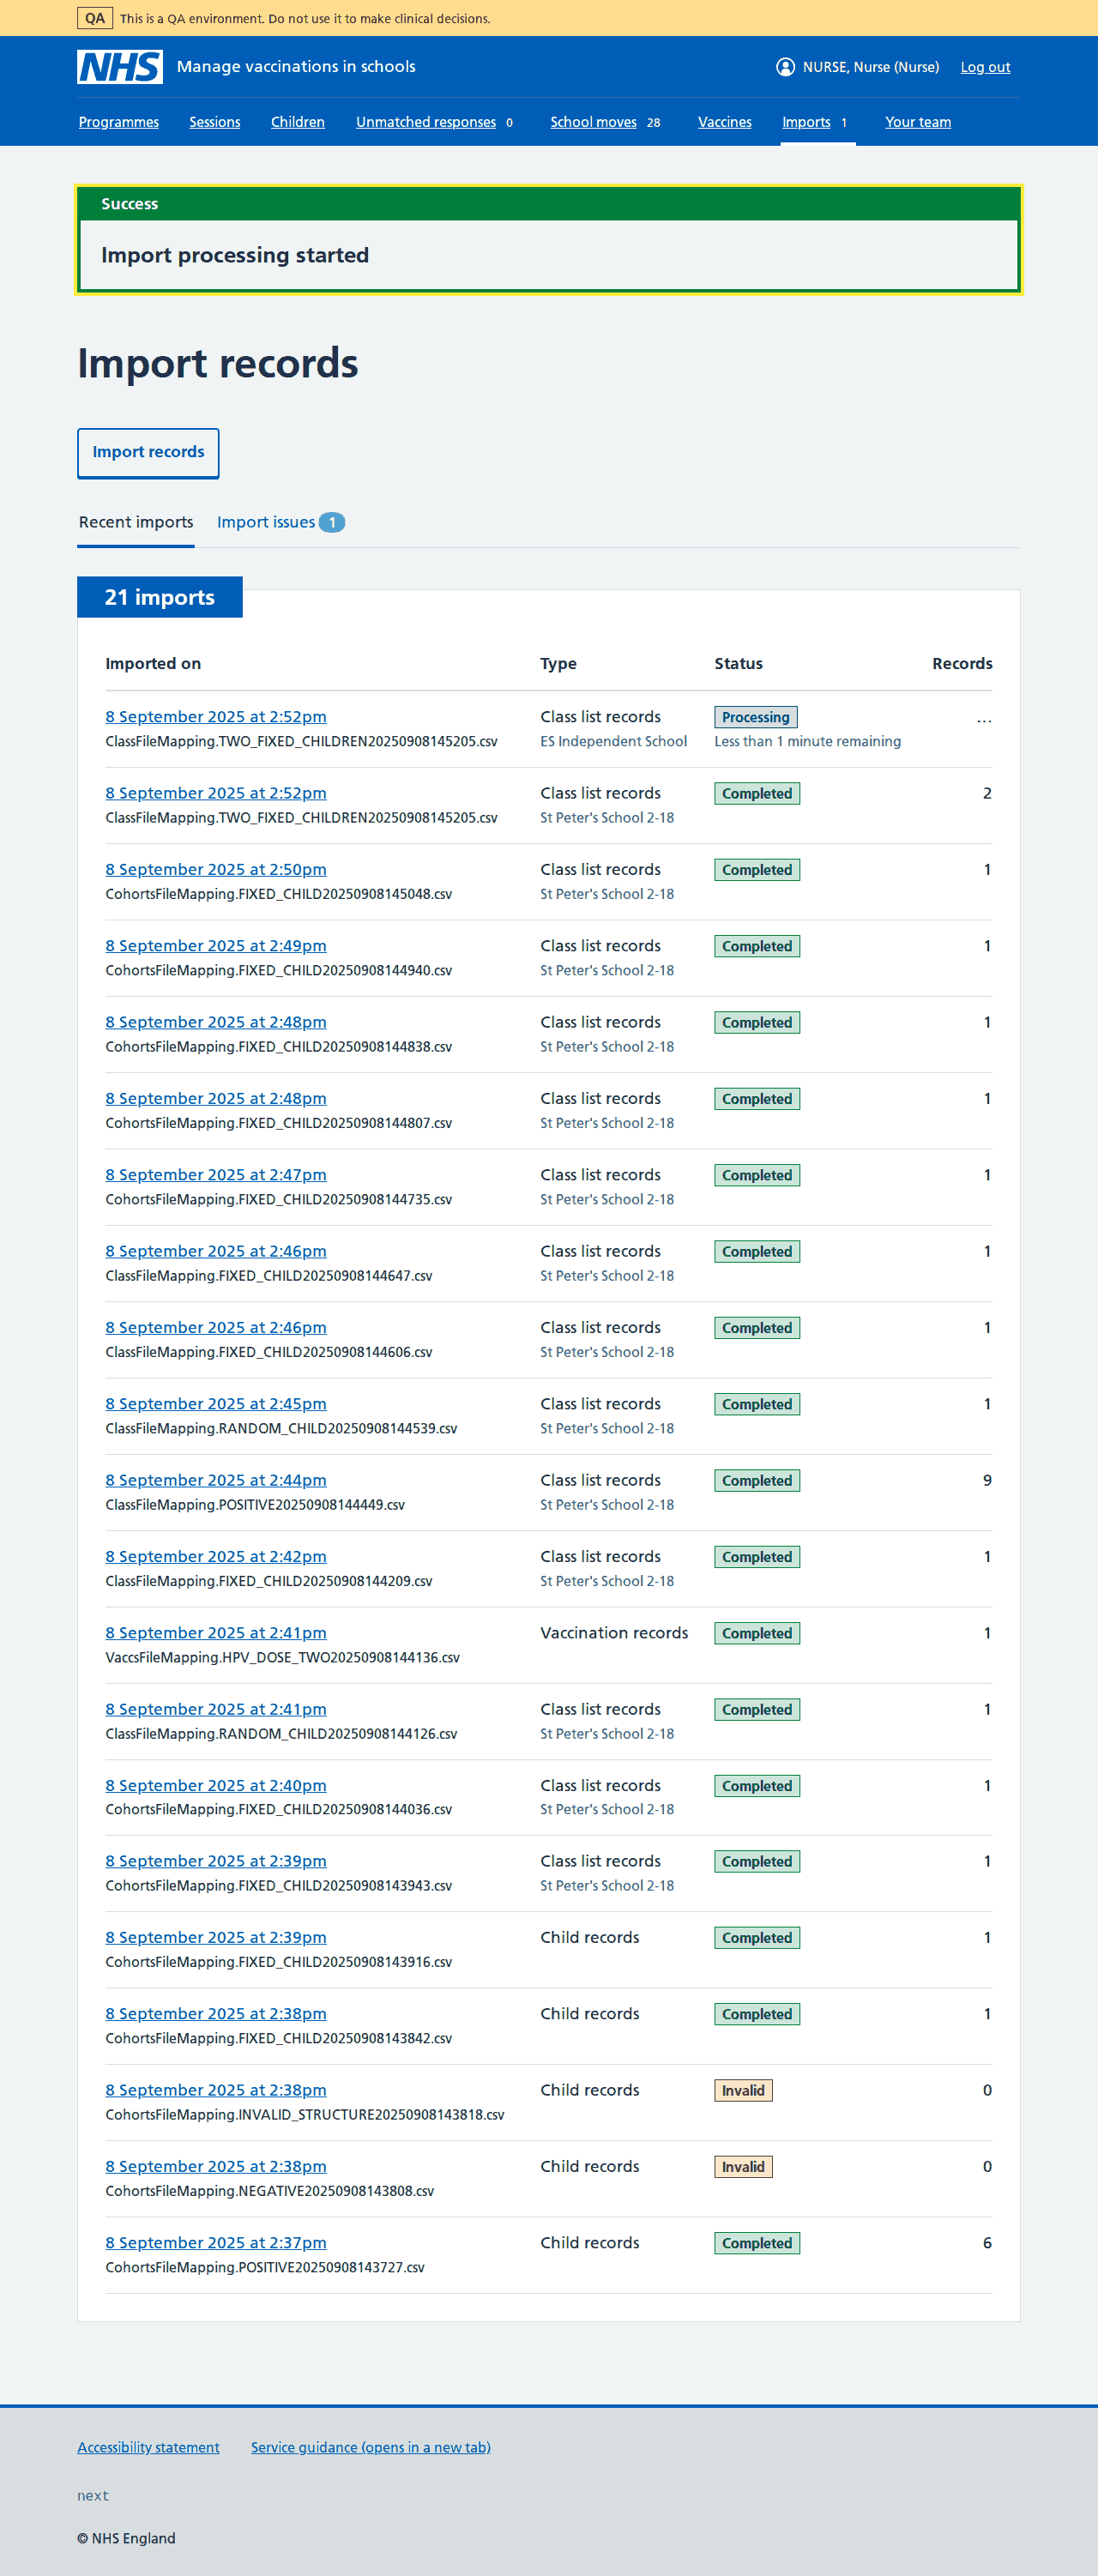 QA This is a QA environment. Do not use it to make clinical decisions.
NHS Manage vaccinations in schools NURSE, Nurse (Nurse) Log out
Programmes Sessions Children Unmatched responses 0 School moves 28 Vaccines Imports 1 Your team
Success
Import processing started
Import records
Import records
Recent imports Import issues 1
21 imports
Imported on Type Status Records
8 September 2025 at 2:52pm Class list records Processing ...
ClassFileMapping.TWO_FIXED_CHILDREN20250908145205.csv ES Independent School Less than 1 minute remaining
8 September 2025 at 2:52pm Class list records Completed 2
ClassFileMapping.TWO_FIXED_CHILDREN20250908145205.csv St Peter's School 2-18
8 September 2025 at 2:50pm Class list records Completed 1
CohortsFileMapping.FIXED_CHILD20250908145048.csv St Peter's School 2-18
8 September 2025 at 2:49pm Class list records Completed 1
CohortsFileMapping.FIXED_CHILD20250908144940.csv St Peter's School 2-18
8 September 2025 at 2:48pm Class list records Completed 1
CohortsFileMapping.FIXED_CHILD20250908144838.csv St Peter's School 2-18
8 September 2025 at 2:48pm Class list records Completed 1
CohortsFileMapping.FIXED_CHILD20250908144807.csv St Peter's School 2-18
8 September 2025 at 2:47pm Class list records Completed 1
CohortsFileMapping.FIXED_CHILD20250908144735.csv St Peter's School 2-18
8 September 2025 at 2:46pm Class list records Completed 1
ClassFileMapping.FIXED_CHILD20250908144647.csv St Peter's School 2-18
8 September 2025 at 2:46pm Class list records Completed 1
ClassFileMapping.FIXED_CHILD20250908144606.csv St Peter's School 2-18
8 September 2025 at 2:45pm Class list records Completed 1
ClassFileMapping.RANDOM_CHILD20250908144539.csv St Peter's School 2-18
8 September 2025 at 2:44pm Class list records Completed 9
ClassFileMapping.POSITIVE20250908144449.csv St Peter's School 2-18
8 September 2025 at 2:42pm Class list records Completed 1
ClassFileMapping.FIXED_CHILD20250908144209.csv St Peter's School 2-18
8 September 2025 at 2:41pm Vaccination records Completed 1
VaccsFileMapping.HPV_DOSE_TWO20250908144136.csv
8 September 2025 at 2:41pm Class list records Completed 1
ClassFileMapping.RANDOM_CHILD20250908144126.csv St Peter's School 2-18
8 September 2025 at 2:40pm Class list records Completed 1
CohortsFileMapping.FIXED_CHILD20250908144036.csv St Peter's School 2-18
8 September 2025 at 2:39pm Class list records Completed 1
CohortsFileMapping.FIXED_CHILD20250908143943.csv St Peter's School 2-18
8 September 2025 at 2:39pm Child records Completed 1
CohortsFileMapping.FIXED_CHILD20250908143916.csv
8 September 2025 at 2:38pm Child records Completed 1
CohortsFileMapping.FIXED_CHILD20250908143842.csv
8 September 2025 at 2:38pm Child records Invalid 0
CohortsFileMapping.INVALID_STRUCTURE20250908143818.csv
8 September 2025 at 2:38pm Child records Invalid 0
CohortsFileMapping.NEGATIVE20250908143808.csv
8 September 2025 at 2:37pm Child records Completed 6
CohortsFileMapping.POSITIVE20250908143727.csv
Accessibility statement Service guidance (opens in a new tab)
next
© NHS England